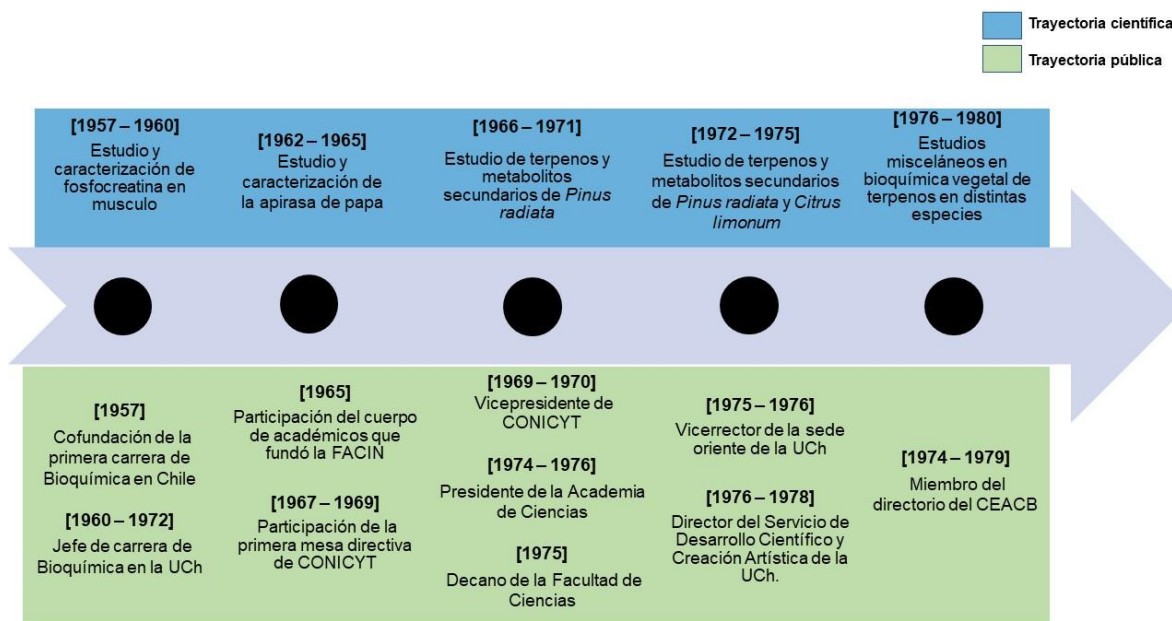 Trayectoria científica
Trayectoria pública
[1957 – 1960]
Estudio y
caracterización de
fosfocreatina en
musculo
[1962 – 1965]
Estudio y
caracterización de
la apirasa de papa
[1966 – 1971]
Estudio de terpenos y
metabolitos
secundarios de Pinus
radiata
[1972 – 1975]
Estudio de terpenos y
metabolitos secundarios
de Pinus radiata y Citrus
limonum
[1976 – 1980]
Estudios
misceláneos en
bioquímica vegetal de
terpenos en distintas
especies
[1957]
Cofundación de la
primera carrera de
Bioquímica en Chile
[1960 – 1972]
Jefe de carrera de
Bioquímica en la UCh
[1965]
Participación del cuerpo
de académicos que
fundó la FACIN
[1967 – 1969]
Participación de la
primera mesa directiva
de CONICYT
[1969 – 1970]
Vicepresidente de
CONICYT
[1974 – 1976]
Presidente de la Academia
de Ciencias
[1975]
Decano de la Facultad de
Ciencias
[1975 – 1976]
Vicerrector de la sede
oriente de la UCh
[1976 – 1978]
Director del Servicio de
Desarrollo Científico y
Creación Artística de la
UCh.
[1974 – 1979]
Miembro del
directorio del CEACB